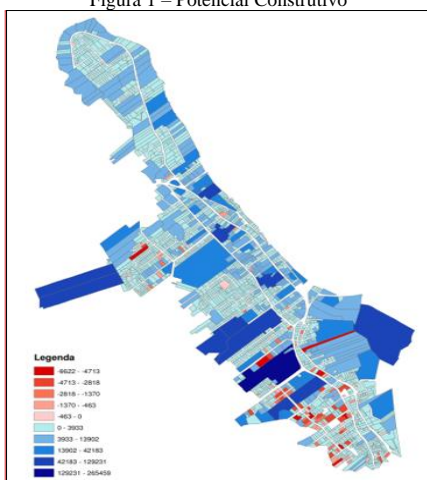 Figura 1 – Potencial Construtivo
Legenda
-8622 - -4713
-4713 - -2818
-2818 - -1370
-1370 - -463
-463 - 0
0 - 3933
3933 - 13902
13902 - 42183
42183 - 129231
129231 - 265459